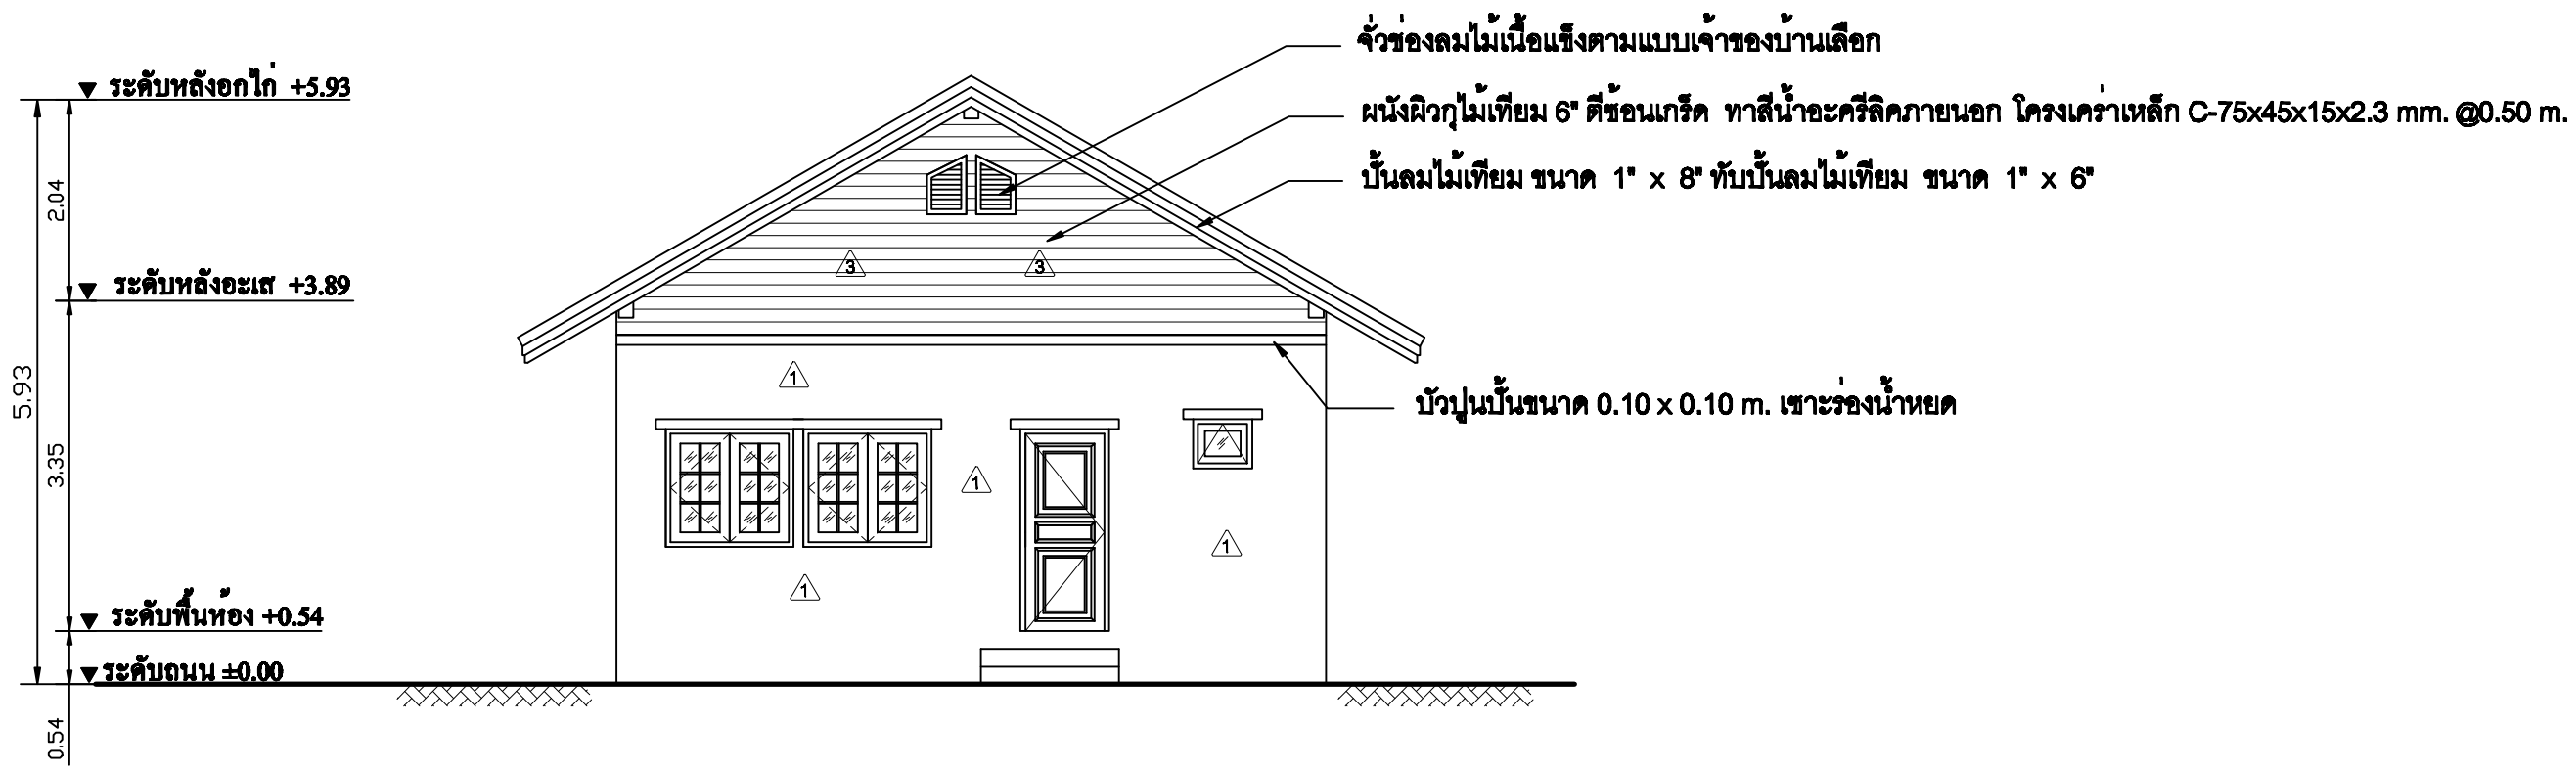 จั่วช่องลมไม้เนื้อแข็งตามแบบเจ้าของบ้านเลือก
ระดับหลังอกไก่ +5.93
ผนังผิวกุไม้เทียม 6" ตีซ้อนเกร็ด ทาสีน้ำอะครีลิคภายนอก โครงเคร่าเหล็ก C-75x45x15x2.3 mm. @0.50 m.
ปั้นลมไม้เทียม ขนาด 1" x 8" ทับปั้นลมไม้เทียม ขนาด 1" x 6"
2.04
3 3
ระดับหลังอะเส +3.89
5.93
1
บัวปูนปั้นขนาด 0.10 x 0.10 m. เซาะร่องน้ำหยด
3.35
1
1
1
ระดับพื้นห้อง +0.54
ระดับถนน ±0.00
0.54